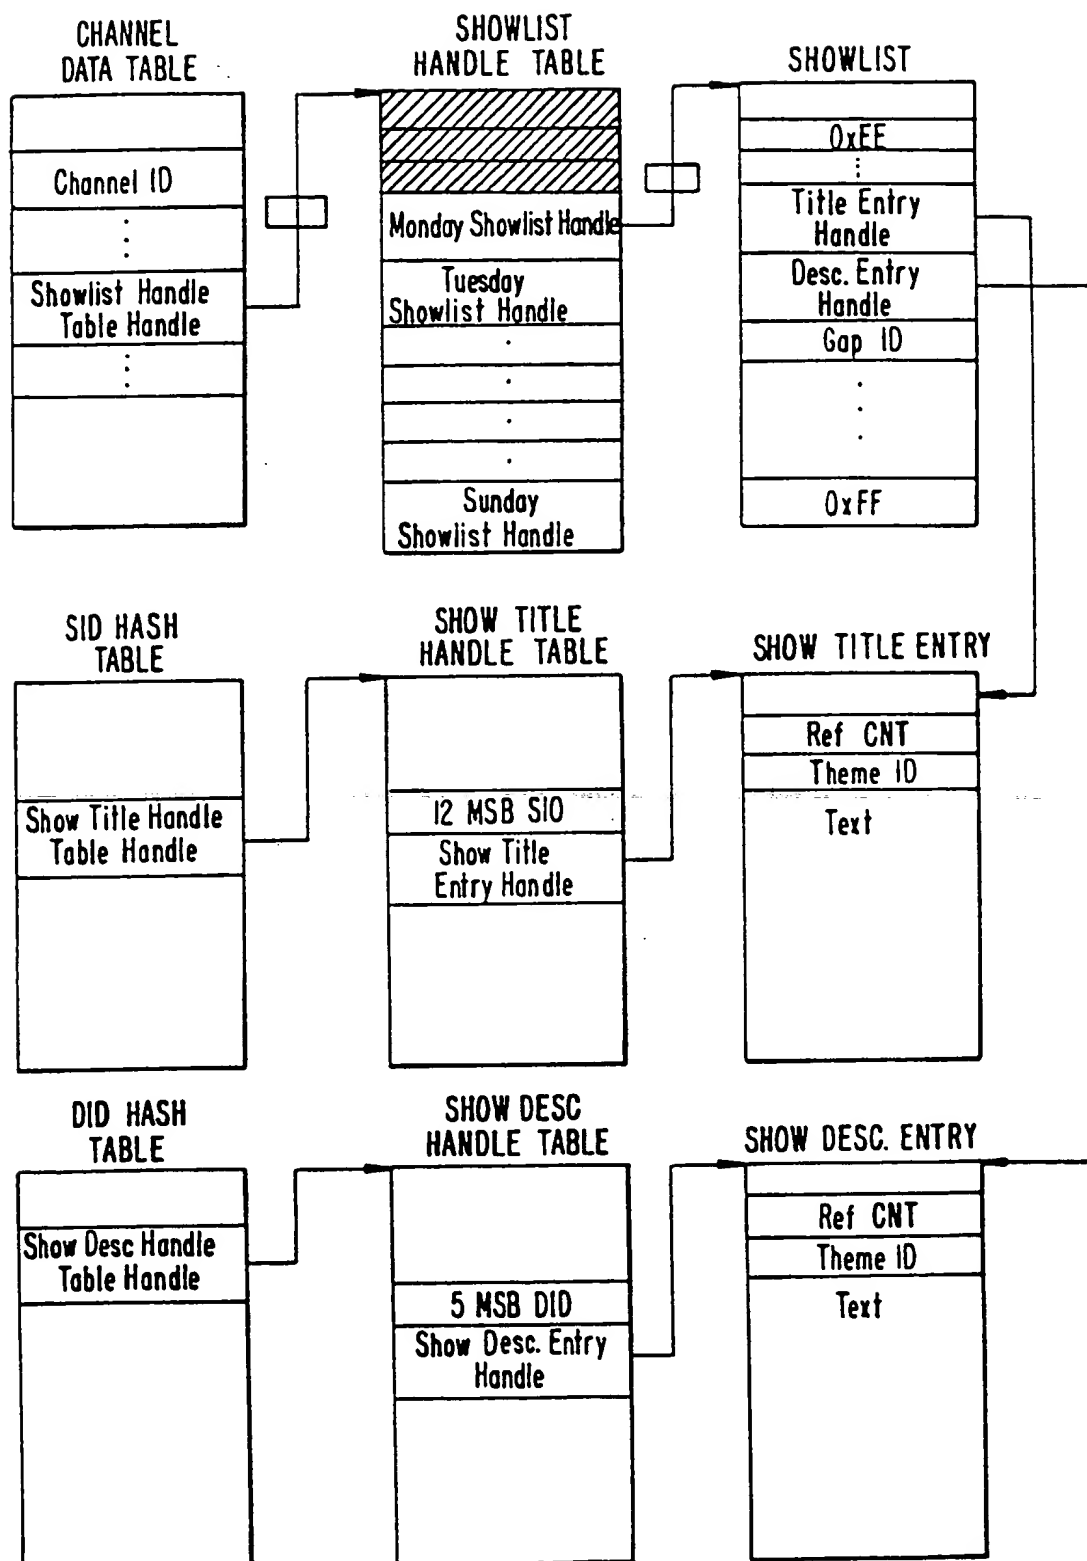 CHANNEL
DATA TABLE
Channel ID
Showlist Handle
Table Handle
SHOWLIST
HANDLE TABLE
Monday Showlist Handle
Tuesday
Showlist Handle
Sunday
Showlist Handle
SHOWLIST
0xEE
Title Entry
Handle
Desc. Entry
Handle
Gap ID
0xFF
SID HASH
TABLE
Show Title Handle
Table Handle
SHOW TITLE
HANDLE TABLE
12 MSB SIO
Show Title
Entry Handle
SHOW TITLE ENTRY
Ref CNT
Theme ID
Text
DID HASH
TABLE
Show Desc Handle
Table Handle
SHOW DESC
HANDLE TABLE
5 MSB DID
Show Desc. Entry
Handle
SHOW DESC. ENTRY
Ref CNT
Theme ID
Text